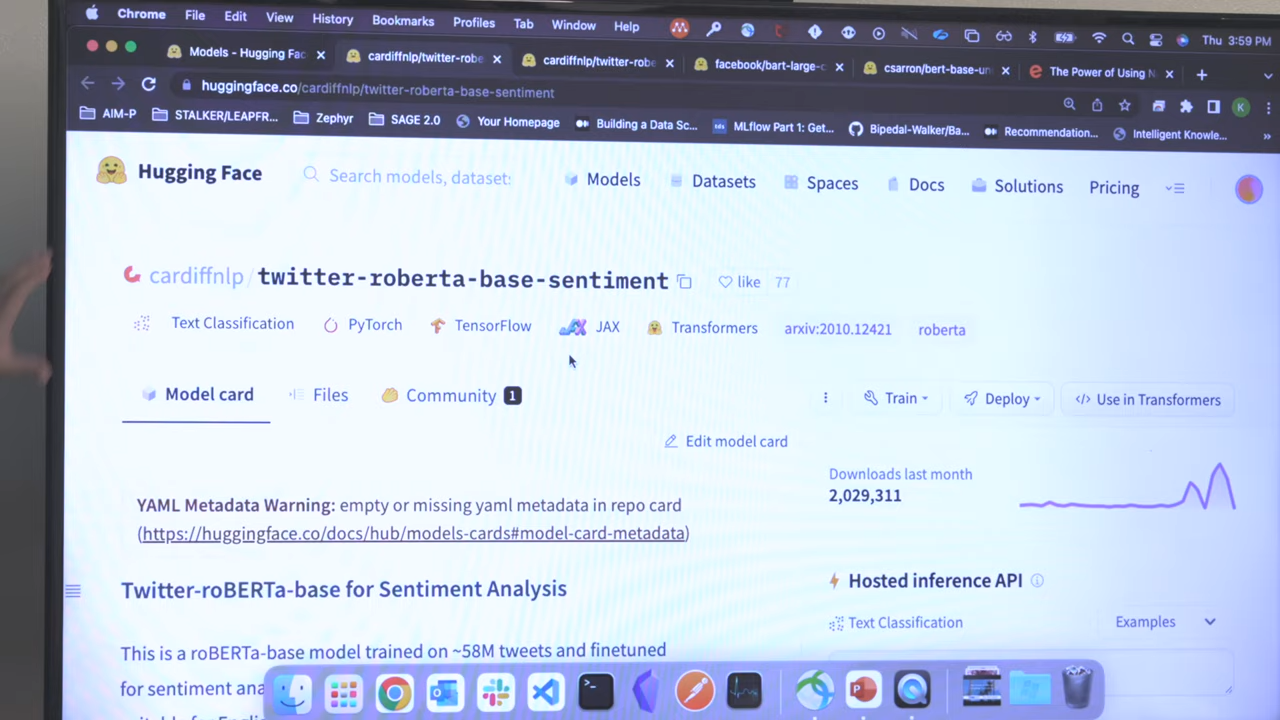 Chrome File Edit View History Bookmarks Profiles Tab Window Help Thu 3:59 PM
Models - Hugging Fac cardiffnlp/twitter-robe cardiffnlp/twitter-robe facebook/bart-large-c csarron/bert-base-un The Power of Using N
huggingface.co/cardiffnlp/twitter-roberta-base-sentiment
K
AIM-P STALKER/LEAPFR... Zephyr SAGE 2.0 Your Homepage Building a Data Sc... MLflow Part 1: Get... Bipedal-Walker/Ba... Recommendation... Intelligent Knowle...
Hugging Face Search models, datasets Models Datasets Spaces Docs Solutions Pricing
cardiffnlp/twitter-roberta-base-sentiment like 77
Text Classification PyTorch TensorFlow JAX Transformers arxiv:2010.12421 roberta
Model card Files Community 1 Train Deploy </> Use in Transformers
Edit model card
Downloads last month
2,029,311
YAML Metadata Warning: empty or missing yaml metadata in repo card
(https://huggingface.co/docs/hub/models-cards#model-card-metadata)
Hosted inference API
Twitter-roBERTa-base for Sentiment Analysis
Text Classification Examples
This is a roBERTa-base model trained on ~58M tweets and finetuned
for sentiment ana